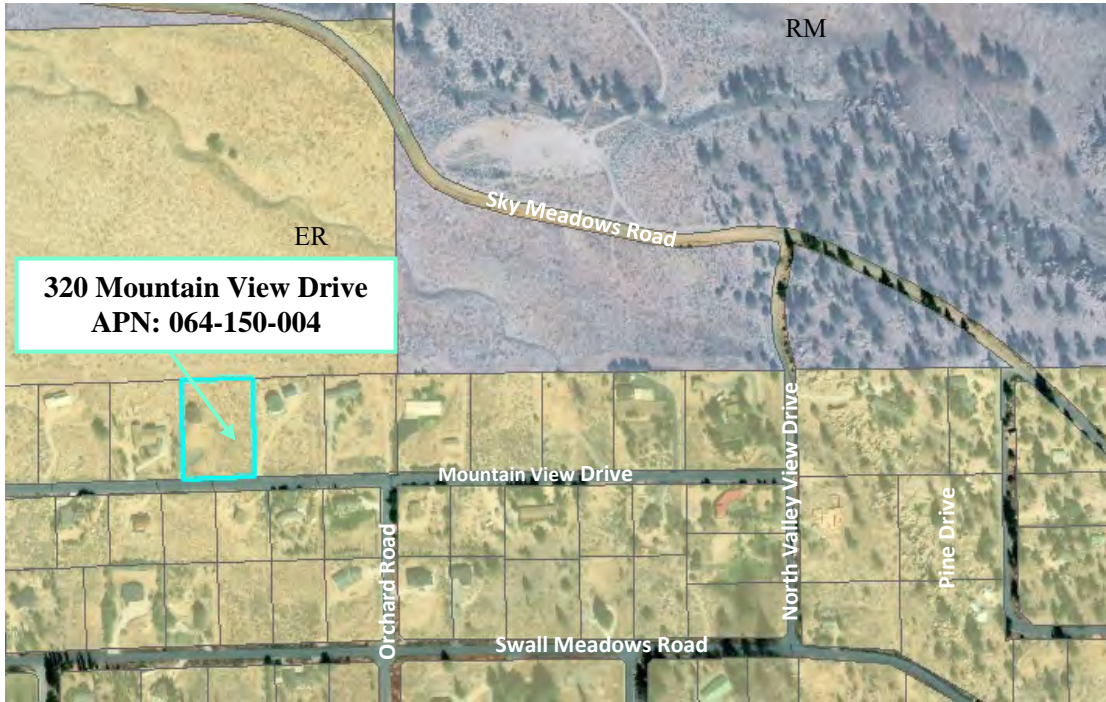 RM
Sky Meadows Road
ER
320 Mountain View Drive
APN: 064-150-004
Mountain View Drive
North Valley View Drive
Pine Drive
Orchard Road
Swall Meadows Road